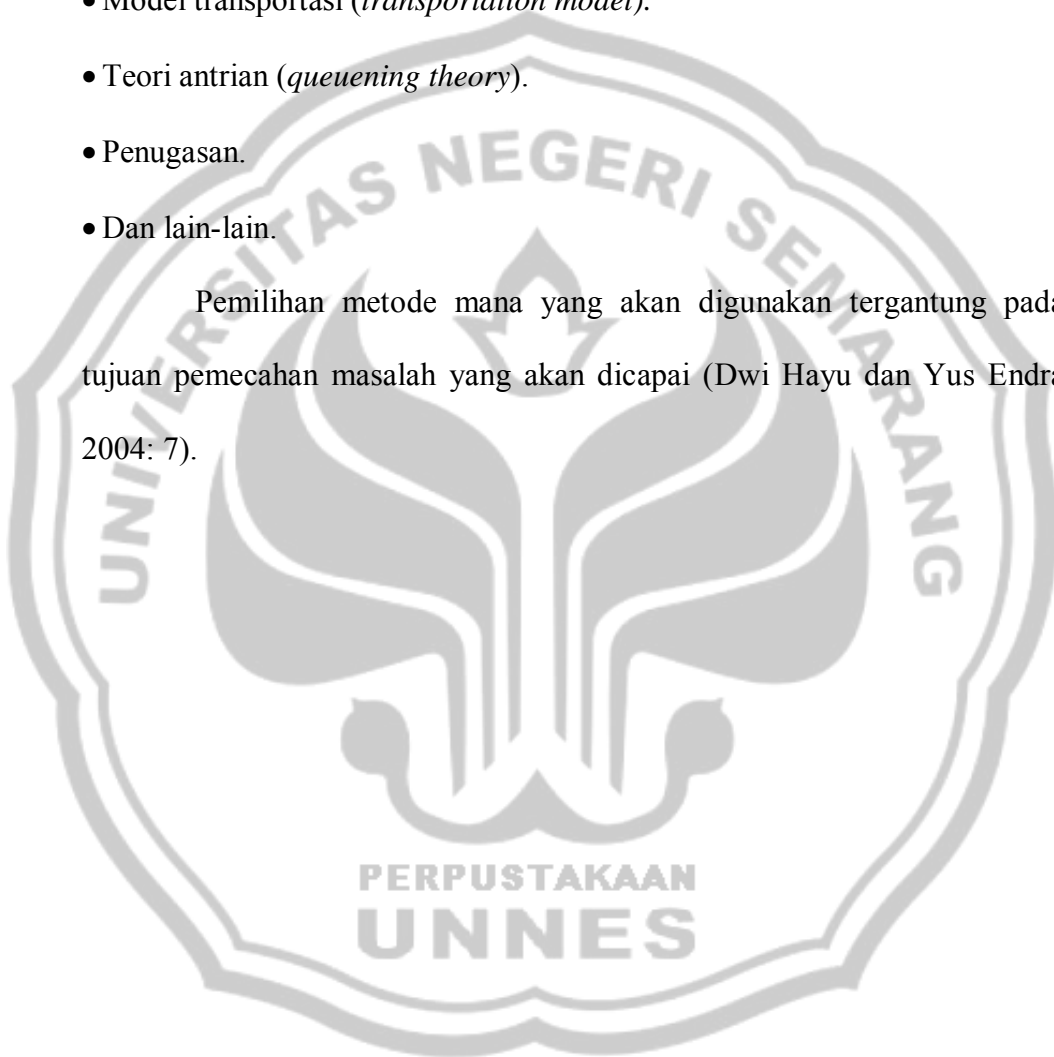 • Model transportasi (transportation model).
• Teori antrian (queuening theory).
• Penugasan.
• Dan lain-lain.
Pemilihan metode mana yang akan digunakan tergantung pada
tujuan pemecahan masalah yang akan dicapai (Dwi Hayu dan Yus Endra
2004: 7).
UNIVERSITAS NEGERI SEMARANG
PERPUSTAKAAN
UNNES